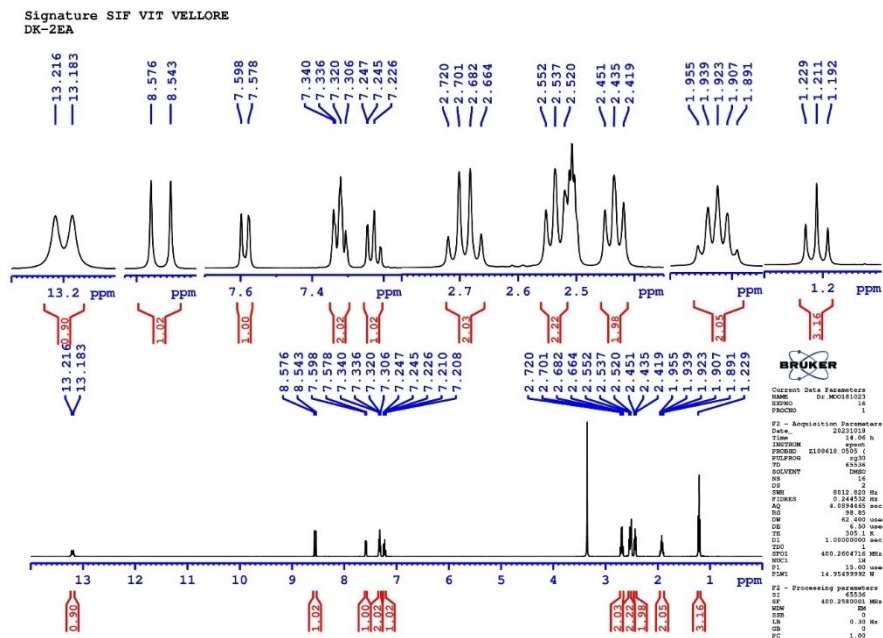 Signature SIF VIT VELLORE
DK-2EA
13.216
13.183
8.576
8.543
7.598
7.578
7.340
7.336
7.320
7.306
7.247
7.245
7.226
2.720
2.701
2.682
2.664
2.552
2.537
2.520
2.451
2.435
2.419
1.955
1.939
1.923
1.907
1.891
1.229
1.211
1.192
13.2 ppm
ppm
7.6 7.4 ppm
2.7 2.6 2.5 ppm
ppm
1.2 ppm
0.90
1.02
1.00
2.02
1.02
2.03
2.22
1.98
2.05
3.16
13.216
13.183
8.576
8.543
7.598
7.578
7.340
7.336
7.320
7.306
7.247
7.245
7.226
7.210
7.208
2.720
2.701
2.682
2.664
2.552
2.537
2.520
2.451
2.435
2.419
1.955
1.939
1.923
1.907
1.891
1.229
BRUKER
Current Data Parameters
NAME Dr.MOO181023
EXPNO 16
PROCNO 1
F2 - Acquisition Parameters
Date_ 20231018
Time 14.06 h
INSTRUM spect
PROBHD Z108618_0505 (
PULPROG zg30
TD 65536
SOLVENT DMSO
NS 16
DS 2
SWH 8012.820 Hz
FIDRES 0.244532 Hz
AQ 4.0894465 sec
RG 98.85
DW 62.400 usec
DE 6.50 usec
TE 305.1 K
D1 1.00000000 sec
TD0 1
SFO1 400.2604716 MHz
NUC1 1H
P1 15.00 usec
PLW1 14.95499992 W
F2 - Processing parameters
SI 65536
SF 400.2580001 MHz
WDW EM
SSB 0
LB 0.30 Hz
GB 0
PC 1.00
13 12 11 10 9 8 7 6 5 4 3 2 1 ppm
0.90
1.02
1.00
2.02
1.02
2.03
2.22
1.98
2.05
3.16